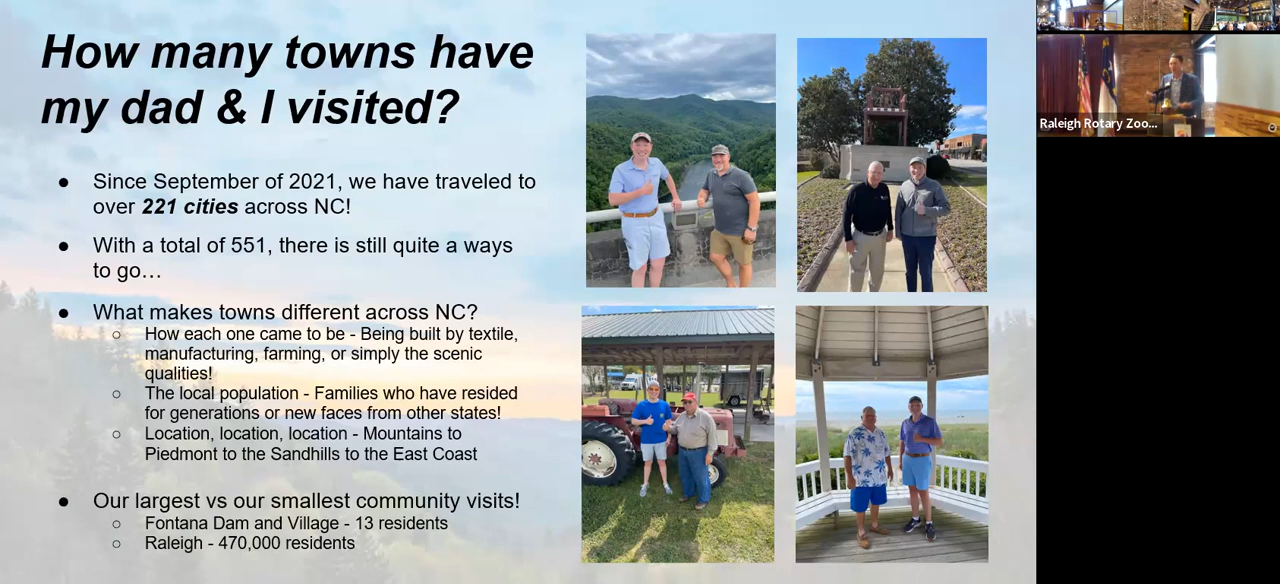 How many towns have
my dad & I visited?
● Since September of 2021, we have traveled to
over 221 cities across NC!
● With a total of 551, there is still quite a ways
to go…
● What makes towns different across NC?
○ How each one came to be - Being built by textile,
manufacturing, farming, or simply the scenic
qualities!
○ The local population - Families who have resided
for generations or new faces from other states!
○ Location, location, location - Mountains to
Piedmont to the Sandhills to the East Coast
● Our largest vs our smallest community visits!
○ Fontana Dam and Village - 13 residents
○ Raleigh - 470,000 residents
Raleigh Rotary Zoo...